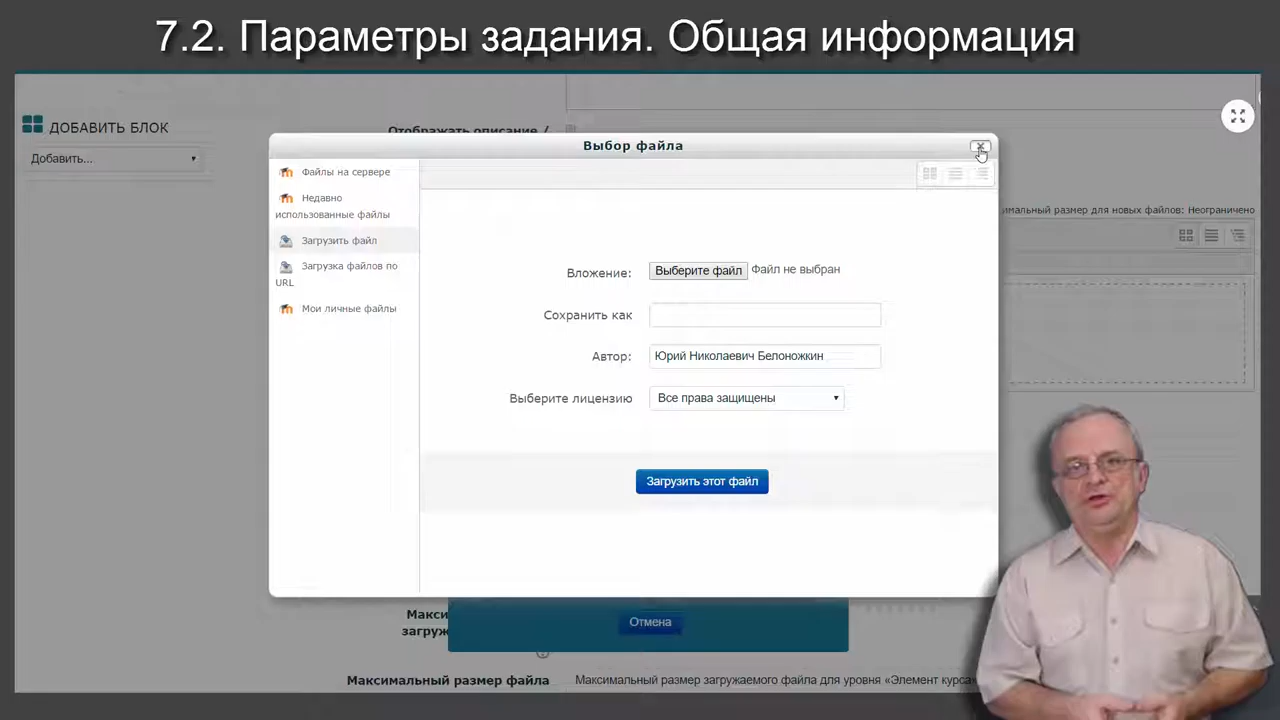 7.2. Параметры задания. Общая информация
ДОБАВИТЬ БЛОК
Добавить...
Отображать описание /
Выбор файла
Файлы на сервере
Недавно
использованные файлы
Загрузить файл
Загрузка файлов по
URL
Мои личные файлы
Вложение:
Выберите файл
Файл не выбран
Сохранить как
Автор:
Юрий Николаевич Белоножкин
Выберите лицензию
Все права защищены
Загрузить этот файл
имальный размер для новых файлов: Неограничено
Макси
загруж
Отмена
Максимальный размер файла
Максимальный размер загружаемого файла для уровня «Элемент курса»